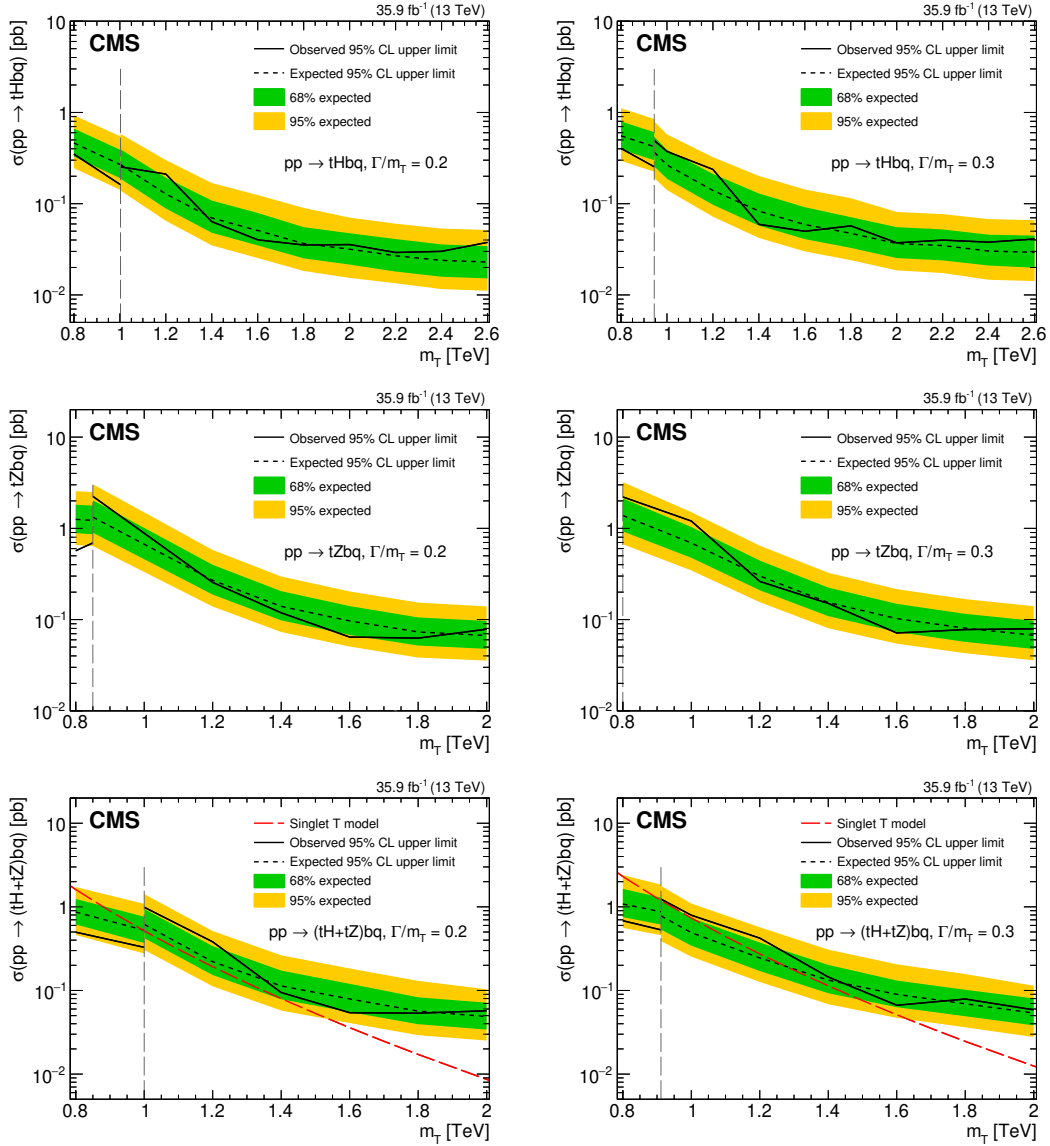 35.9 fb⁻¹ (13 TeV)
σ(pp → tHbq) [pb]
CMS
Observed 95% CL upper limit
Expected 95% CL upper limit
68% expected
95% expected
pp → tHbq, Γ/m_T = 0.2
10
1
10⁻¹
10⁻²
0.8 1 1.2 1.4 1.6 1.8 2 2.2 2.4 2.6
m_T [TeV]
35.9 fb⁻¹ (13 TeV)
σ(pp → tHbq) [pb]
CMS
Observed 95% CL upper limit
Expected 95% CL upper limit
68% expected
95% expected
pp → tHbq, Γ/m_T = 0.3
10
1
10⁻¹
10⁻²
0.8 1 1.2 1.4 1.6 1.8 2 2.2 2.4 2.6
m_T [TeV]
35.9 fb⁻¹ (13 TeV)
σ(pp → tZbq) [pb]
CMS
Observed 95% CL upper limit
Expected 95% CL upper limit
68% expected
95% expected
pp → tZbq, Γ/m_T = 0.2
10
1
10⁻¹
10⁻²
0.8 1 1.2 1.4 1.6 1.8 2
m_T [TeV]
35.9 fb⁻¹ (13 TeV)
σ(pp → tZbq) [pb]
CMS
Observed 95% CL upper limit
Expected 95% CL upper limit
68% expected
95% expected
pp → tZbq, Γ/m_T = 0.3
10
1
10⁻¹
10⁻²
0.8 1 1.2 1.4 1.6 1.8 2
m_T [TeV]
35.9 fb⁻¹ (13 TeV)
σ(pp → (tH+tZ)bq) [pb]
CMS
Singlet T model
Observed 95% CL upper limit
Expected 95% CL upper limit
68% expected
95% expected
pp → (tH+tZ)bq, Γ/m_T = 0.2
10
1
10⁻¹
10⁻²
0.8 1 1.2 1.4 1.6 1.8 2
m_T [TeV]
35.9 fb⁻¹ (13 TeV)
σ(pp → (tH+tZ)bq) [pb]
CMS
Singlet T model
Observed 95% CL upper limit
Expected 95% CL upper limit
68% expected
95% expected
pp → (tH+tZ)bq, Γ/m_T = 0.3
10
1
10⁻¹
10⁻²
0.8 1 1.2 1.4 1.6 1.8 2
m_T [TeV]